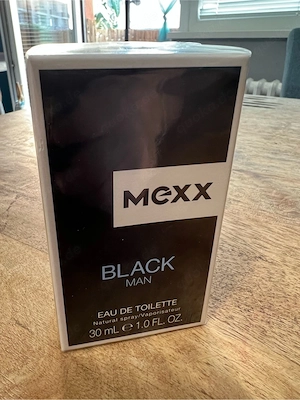 mexx
BLACK
MAN
EAU DE TOILETTE
Natural spray/Vaporisateur
30 mL ℮ 1.0 FL. OZ.